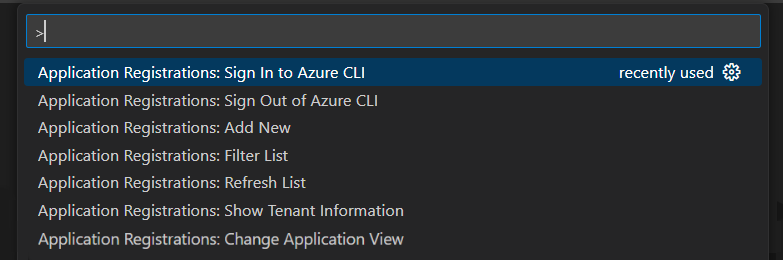 >
Application Registrations: Sign In to Azure CLI recently used
Application Registrations: Sign Out of Azure CLI
Application Registrations: Add New
Application Registrations: Filter List
Application Registrations: Refresh List
Application Registrations: Show Tenant Information
Application Registrations: Change Application View